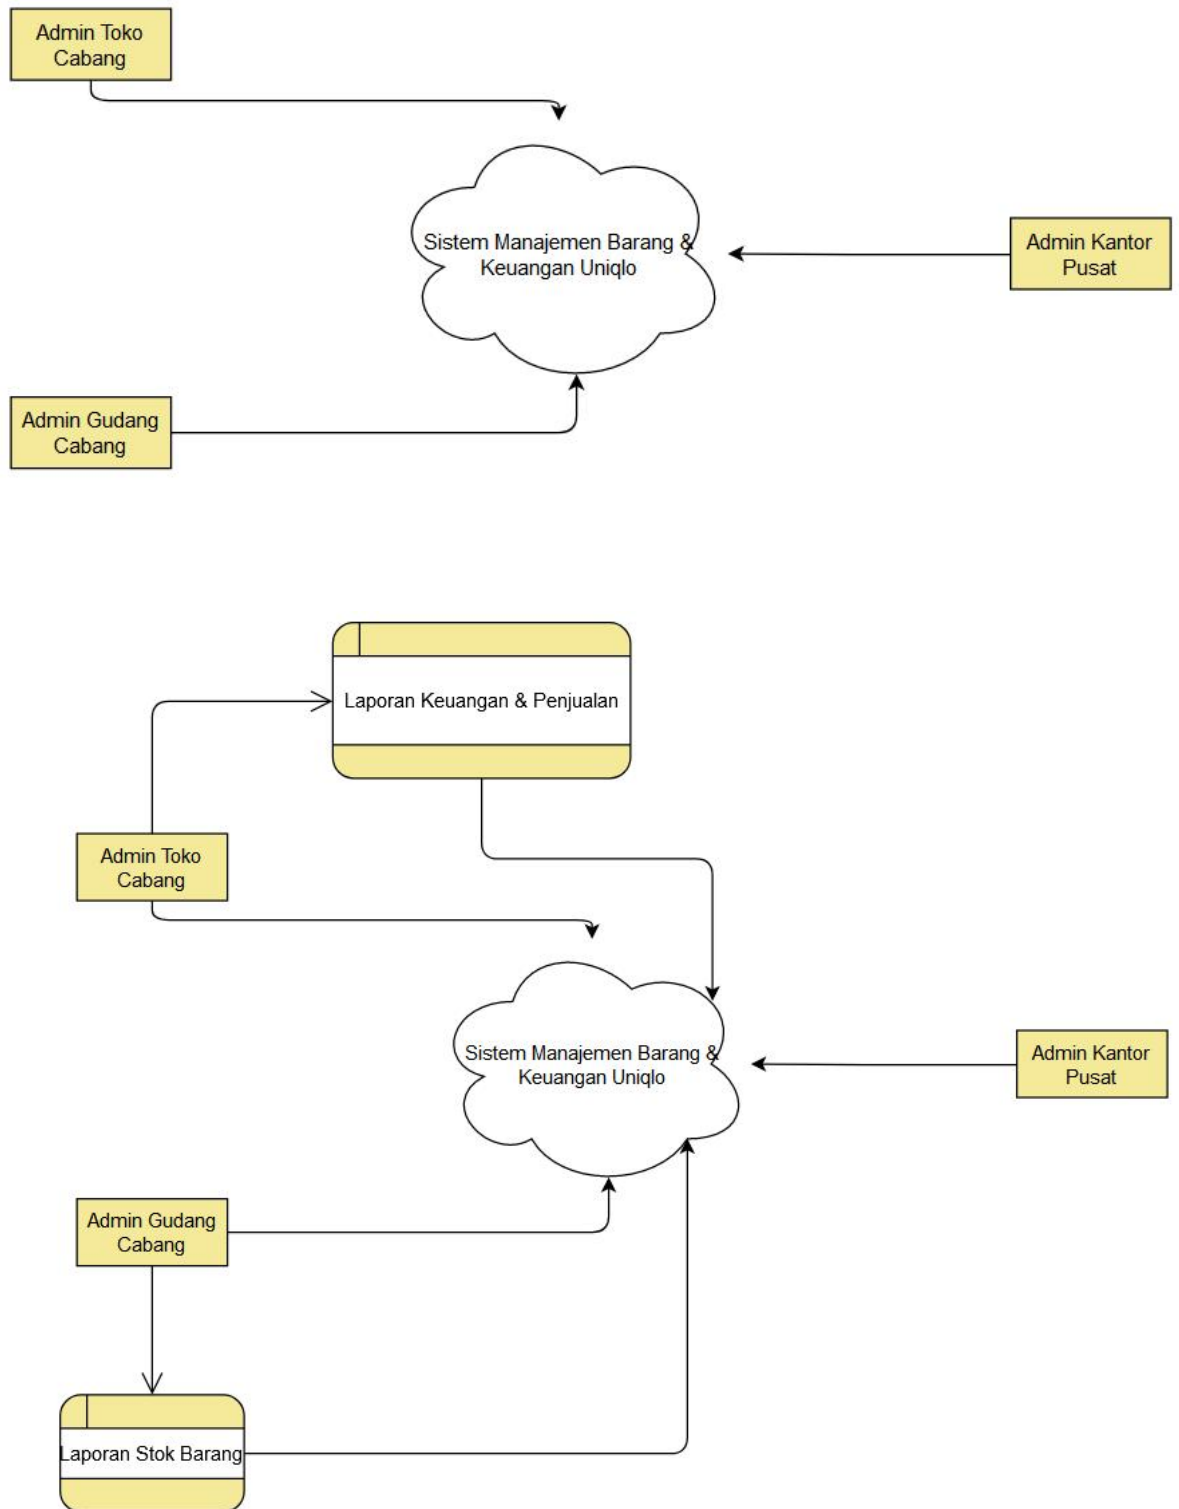 Admin Toko
Cabang
Sistem Manajemen Barang &
Keuangan Uniqlo
Admin Kantor
Pusat
Admin Gudang
Cabang
Laporan Keuangan & Penjualan
Admin Toko
Cabang
Sistem Manajemen Barang &
Keuangan Uniqlo
Admin Kantor
Pusat
Admin Gudang
Cabang
Laporan Stok Barang